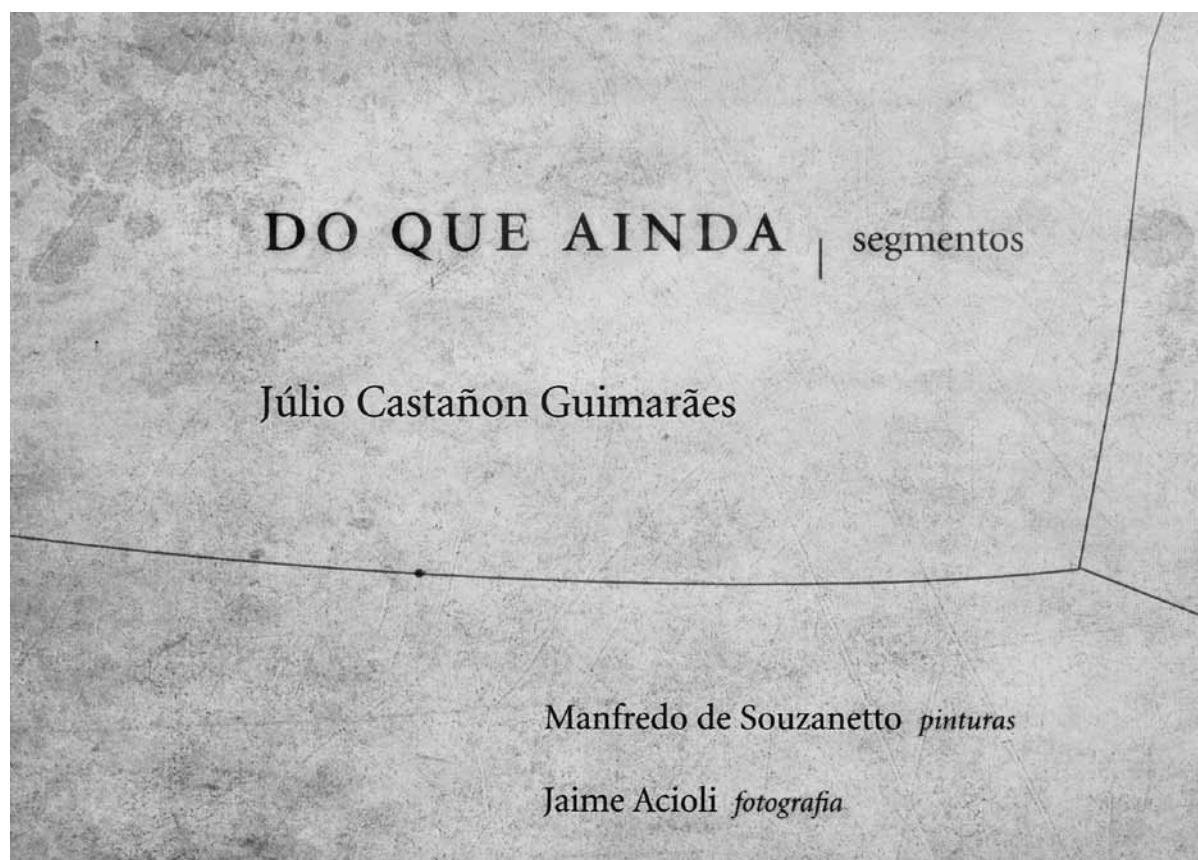 DO QUE AINDA | segmentos
Júlio Castañon Guimarães
Manfredo de Souzanetto pinturas
Jaime Acioli fotografia